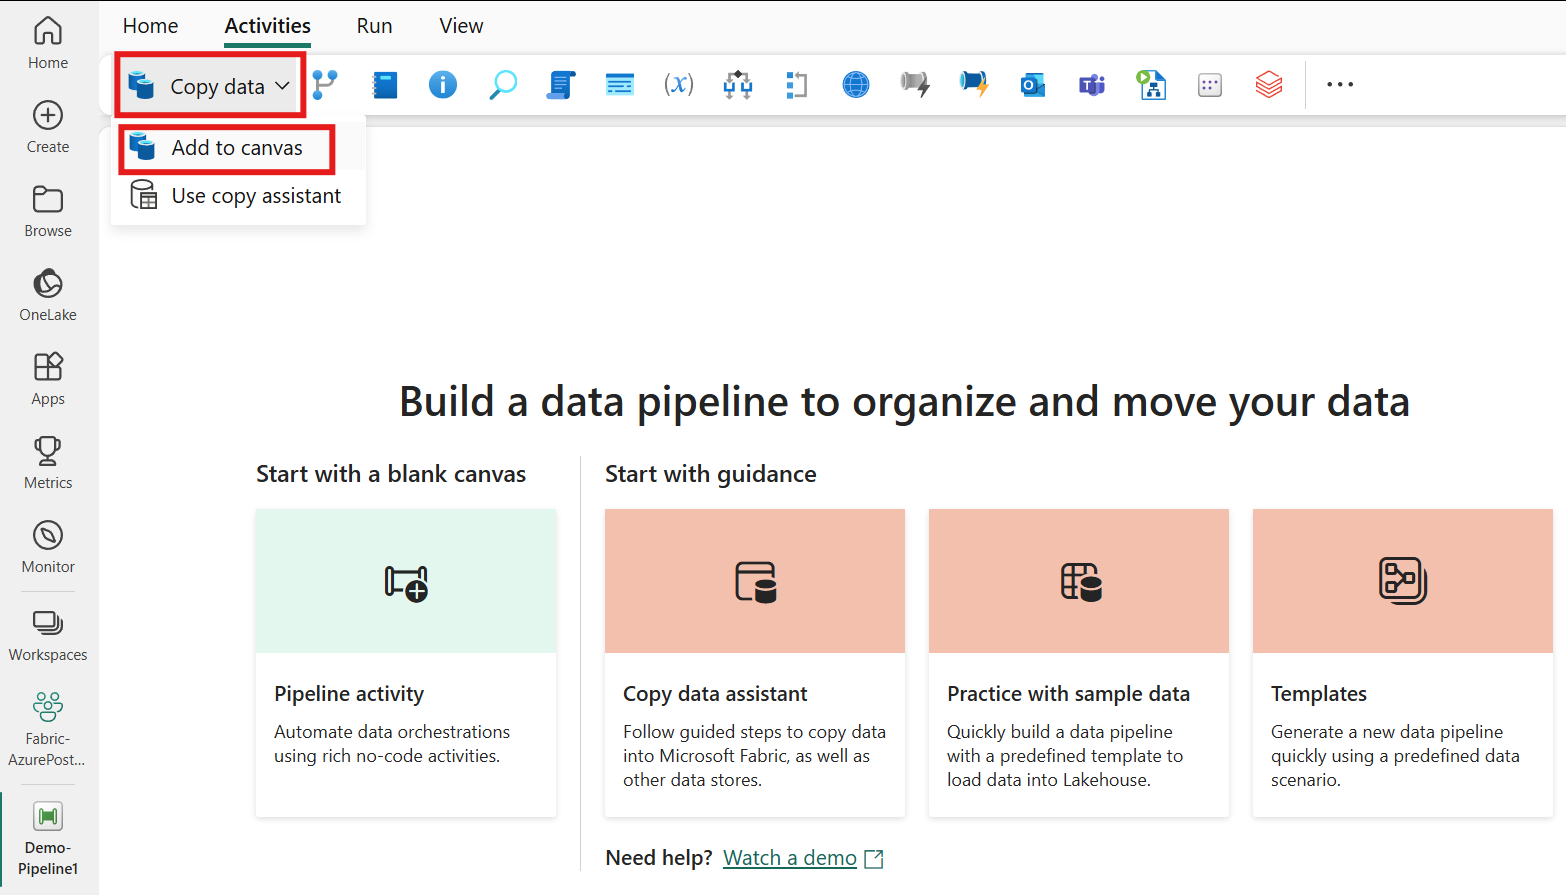 Home
Activities
Run
View
Copy data
(x)
Add to canvas
Use copy assistant
Home
Create
Browse
OneLake
Apps
Metrics
Monitor
Workspaces
Fabric-
AzurePost...
Demo-
Pipeline1
Build a data pipeline to organize and move your data
Start with a blank canvas
Pipeline activity
Automate data orchestrations
using rich no-code activities.
Start with guidance
Copy data assistant
Follow guided steps to copy data
into Microsoft Fabric, as well as
other data stores.
Practice with sample data
Quickly build a data pipeline
with a predefined template to
load data into Lakehouse.
Templates
Generate a new data pipeline
quickly using a predefined data
scenario.
Need help? Watch a demo